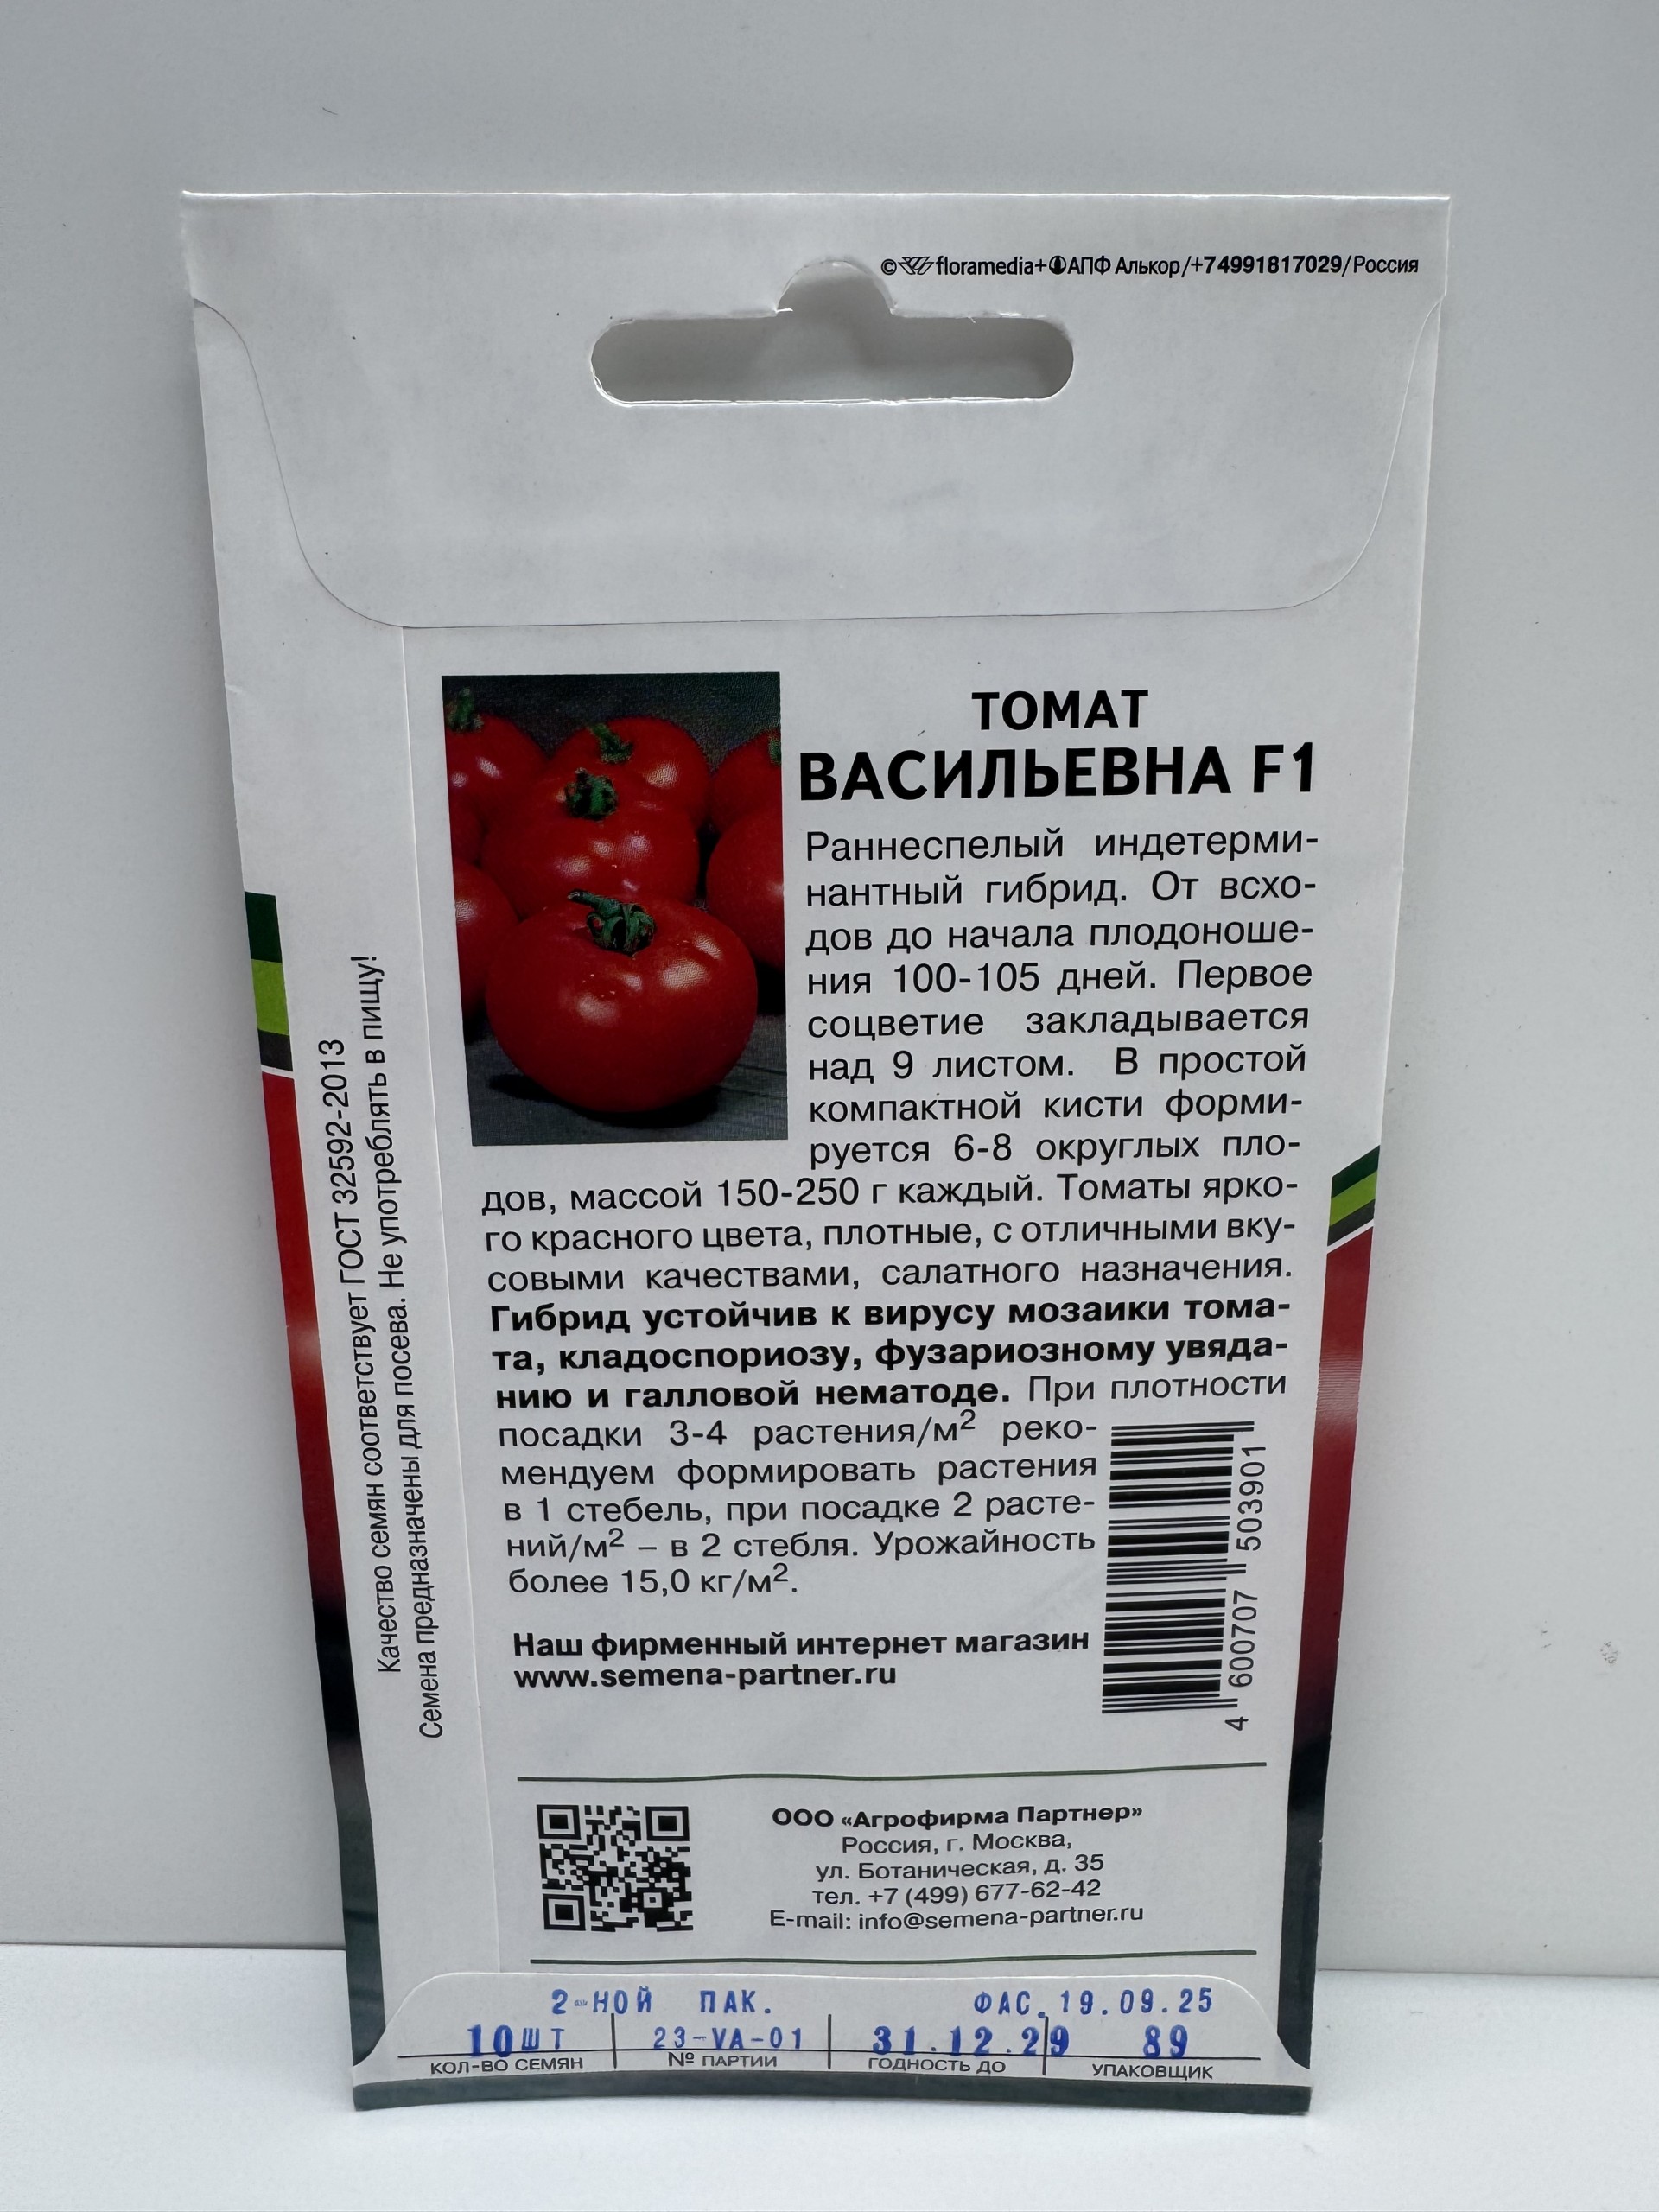 © floramedia+АПФ Алькор/+74991817029/Россия
ТОМАТ
ВАСИЛЬЕВНА F1
Раннеспелый индетерми-
нантный гибрид. От всхо-
дов до начала плодоноше-
ния 100-105 дней. Первое
соцветие закладывается
над 9 листом. В простой
компактной кисти форми-
руется 6-8 округлых пло-
дов, массой 150-250 г каждый. Томаты ярко-
го красного цвета, плотные, с отличными вку-
совыми качествами, салатного назначения.
Гибрид устойчив к вирусу мозаики тома-
та, кладоспориозу, фузариозному увяда-
нию и галловой нематоде. При плотности
посадки 3-4 растения/м² реко-
мендуем формировать растения
в 1 стебель, при посадке 2 расте-
ний/м² – в 2 стебля. Урожайность
более 15,0 кг/м².
Наш фирменный интернет магазин
www.semena-partner.ru
4 600707 503901
Качество семян соответствует ГОСТ 32592-2013
Семена предназначены для посева. Не употреблять в пищу!
ООО «Агрофирма Партнер»
Россия, г. Москва,
ул. Ботаническая, д. 35
тел. +7 (499) 677-62-42
E-mail: info@semena-partner.ru
2-НОЙ ПАК. ФАС.19.09.25
10ШТ 23-VA-01 31.12.29 89
КОЛ-ВО СЕМЯН № ПАРТИИ ГОДНОСТЬ ДО УПАКОВЩИК